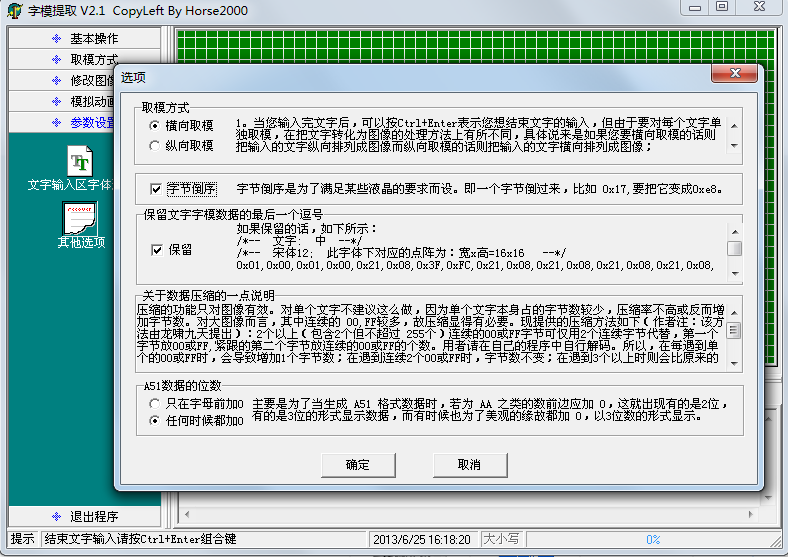 字模提取 V2.1 CopyLeft By Horse2000
基本操作
取模方式
修改图像
模拟动画
参数设置
文字输入区字体
其他选项
退出程序
选项
取模方式
横向取模
纵向取模
1。当您输入完文字后，可以按Ctrl+Enter表示您想结束文字的输入，但由于要对每个文字单
独取模，在把文字转化为图像的处理方法上有所不同，具体说来是如果您要横向取模的话则
把输入的文字纵向排列成图像而纵向取模的话则把输入的文字横向排列成图像；
字节倒序
字节倒序是为了满足某些液晶的要求而设。即一个字节倒过来，比如 0x17,要把它变成0xe8。
保留文字字模数据的最后一个逗号
保留
如果保留的话，如下所示：
/*-- 文字: 中 --*/
/*-- 宋体12; 此字体下对应的点阵为：宽x高=16x16 --*/
0x01,0x00,0x01,0x00,0x21,0x08,0x3F,0xFC,0x21,0x08,0x21,0x08,0x21,0x08,0x21,0x08,
关于数据压缩的一点说明
压缩的功能只对图像有效。对单个文字不建议这么做，因为单个文字本身占的字节数较少，压缩率不高或反而增
加字节数。对大图像而言，其中连续的 00,FF较多，故压缩显得有必要。现提供的压缩方法如下（作者注：该方
法由龙啸九天提出）：2个以上（包含2个但不超过 255个）连续的00或FF字节可仅用2个连续字节代替，第一个
字节放00或FF,紧跟的第二个字节放连续的00或FF的个数。用者请在自己的程序中自行解码。所以，在每遇到单
个的00或FF时，会导致增加1个字节数；在遇到连续2个00或FF时，字节数不变；在遇到3个以上时则会比原来的
A51数据的位数
只在字母前加0
任何时候都加0
主要是为了当生成 A51 格式数据时，若为 AA 之类的数前边应加 0，这就出现有的是2位，
有的是3位的形式显示数据，而有时候也为了美观的缘故都加 0，以3位数的形式显示。
确定
取消
提示
结束文字输入请按Ctrl+Enter组合键
2013/6/25 16:18:20
大小写
0%